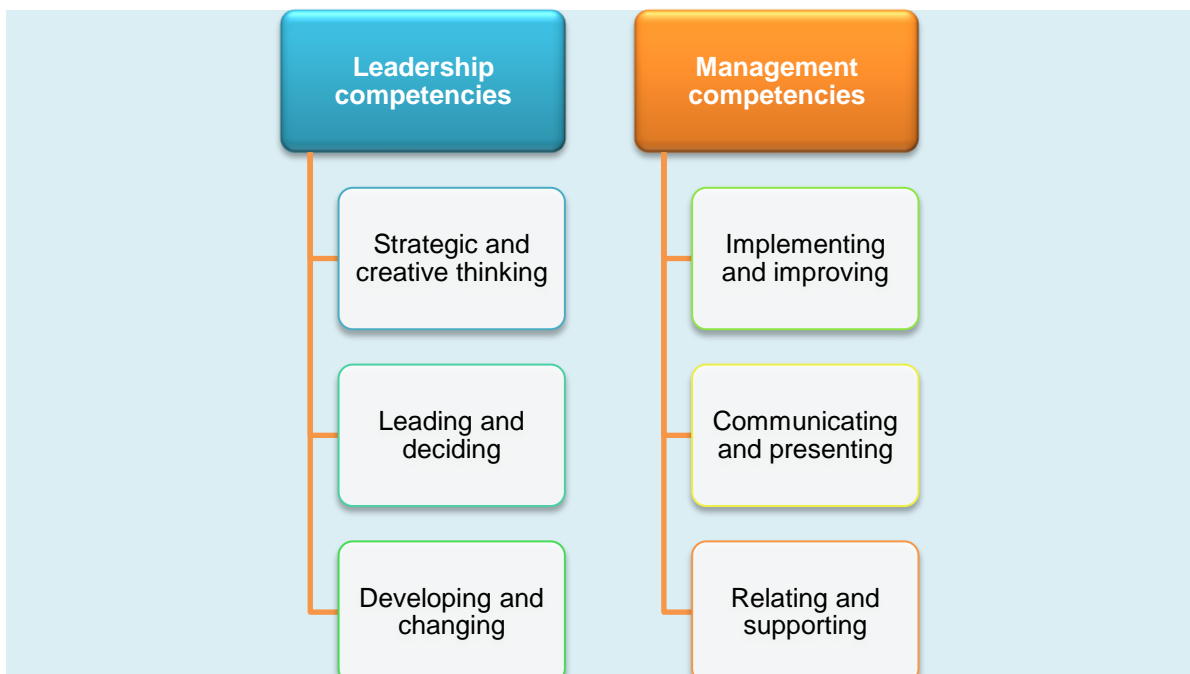 Leadership
competencies
Strategic and
creative thinking
Leading and
deciding
Developing and
changing
Management
competencies
Implementing
and improving
Communicating
and presenting
Relating and
supporting